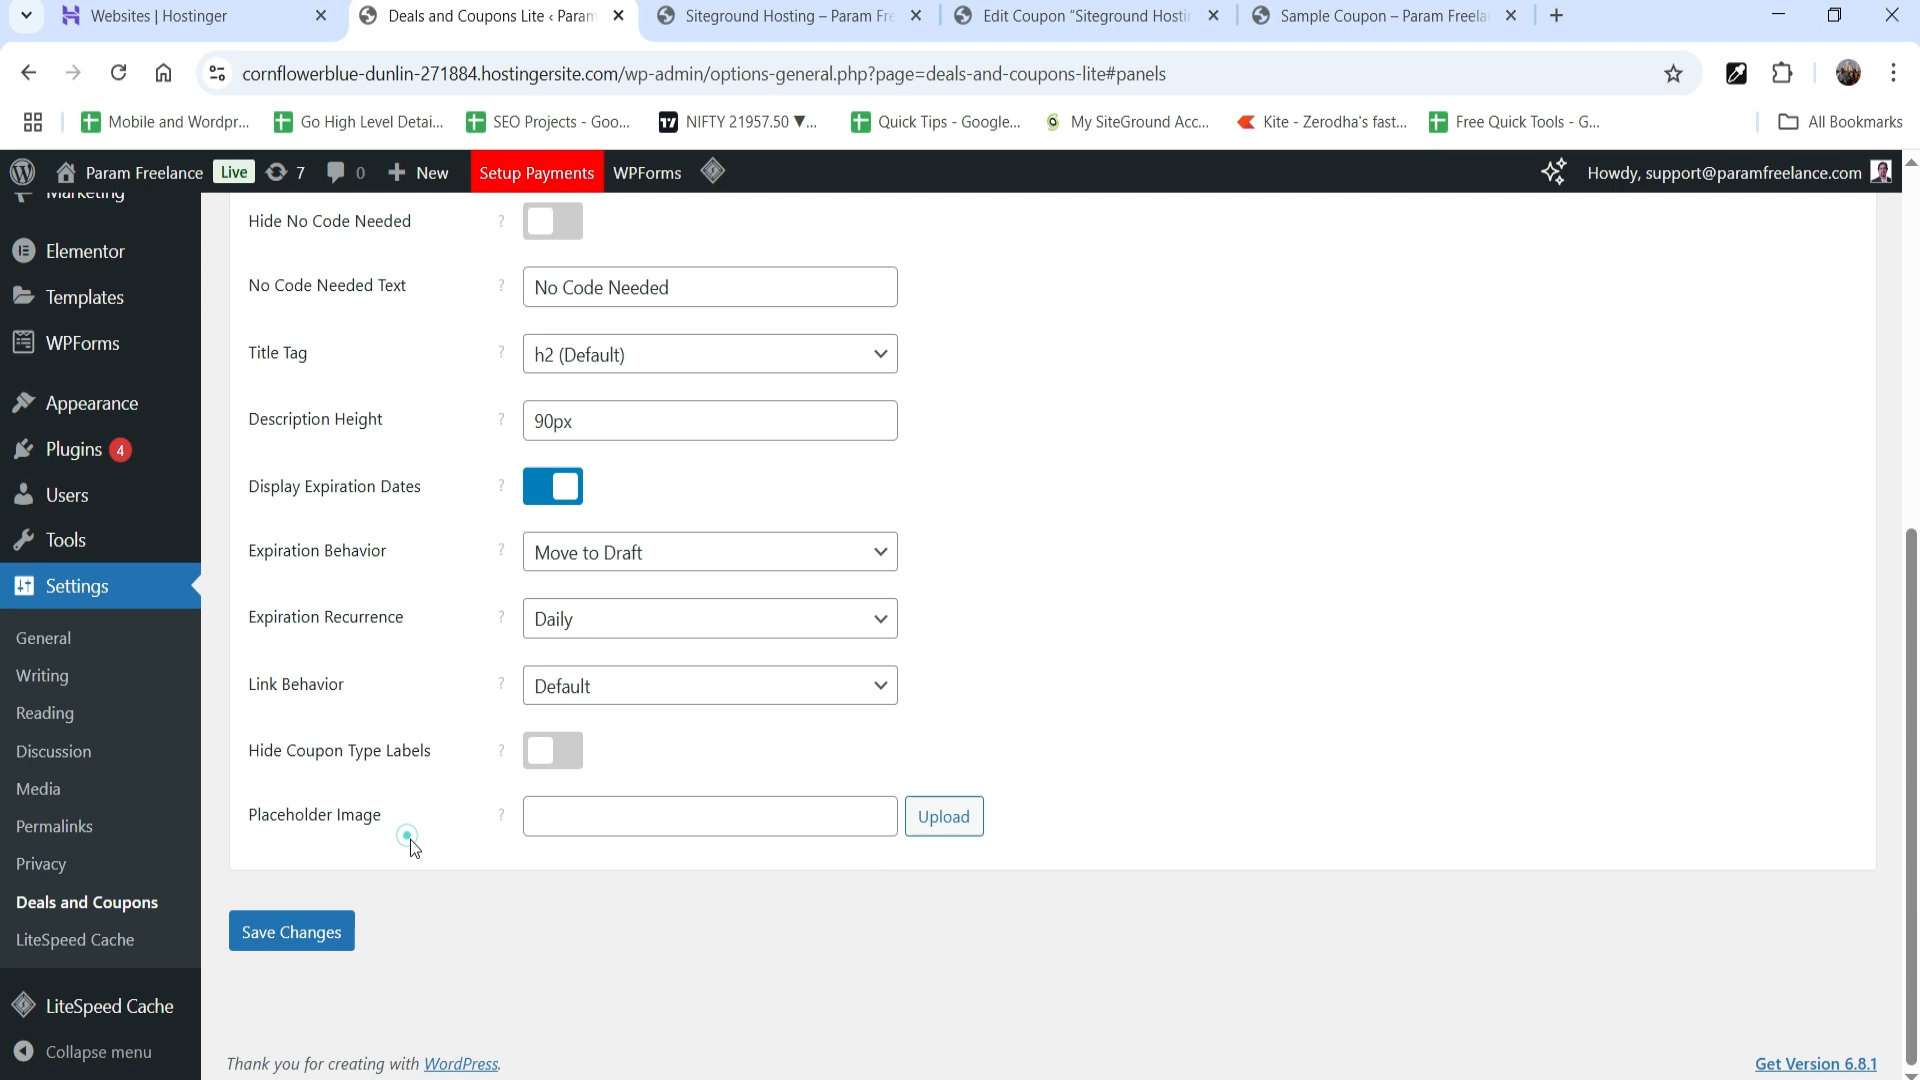 Websites | Hostinger
Deals and Coupons Lite ‹ Param
Siteground Hosting – Param Fre
Edit Coupon "Siteground Hostin
Sample Coupon – Param Freela
cornflowerblue-dunlin-271884.hostingersite.com/wp-admin/options-general.php?page=deals-and-coupons-lite#panels
Mobile and Wordpr...
Go High Level Detai...
SEO Projects - Goo...
NIFTY 21957.50 ▼...
Quick Tips - Google...
My SiteGround Acc...
Kite - Zerodha's fast...
Free Quick Tools - G...
All Bookmarks
Param Freelance
Live
7
0
New
Setup Payments
WPForms
Howdy, support@paramfreelance.com
Marketing
Elementor
Templates
WPForms
Appearance
Plugins 4
Users
Tools
Settings
General
Writing
Reading
Discussion
Media
Permalinks
Privacy
Deals and Coupons
LiteSpeed Cache
LiteSpeed Cache
Collapse menu
Hide No Code Needed ?
No Code Needed Text ? No Code Needed
Title Tag ? h2 (Default)
Description Height ? 90px
Display Expiration Dates ?
Expiration Behavior ? Move to Draft
Expiration Recurrence ? Daily
Link Behavior ? Default
Hide Coupon Type Labels ?
Placeholder Image ? Upload
Save Changes
Thank you for creating with WordPress.
Get Version 6.8.1